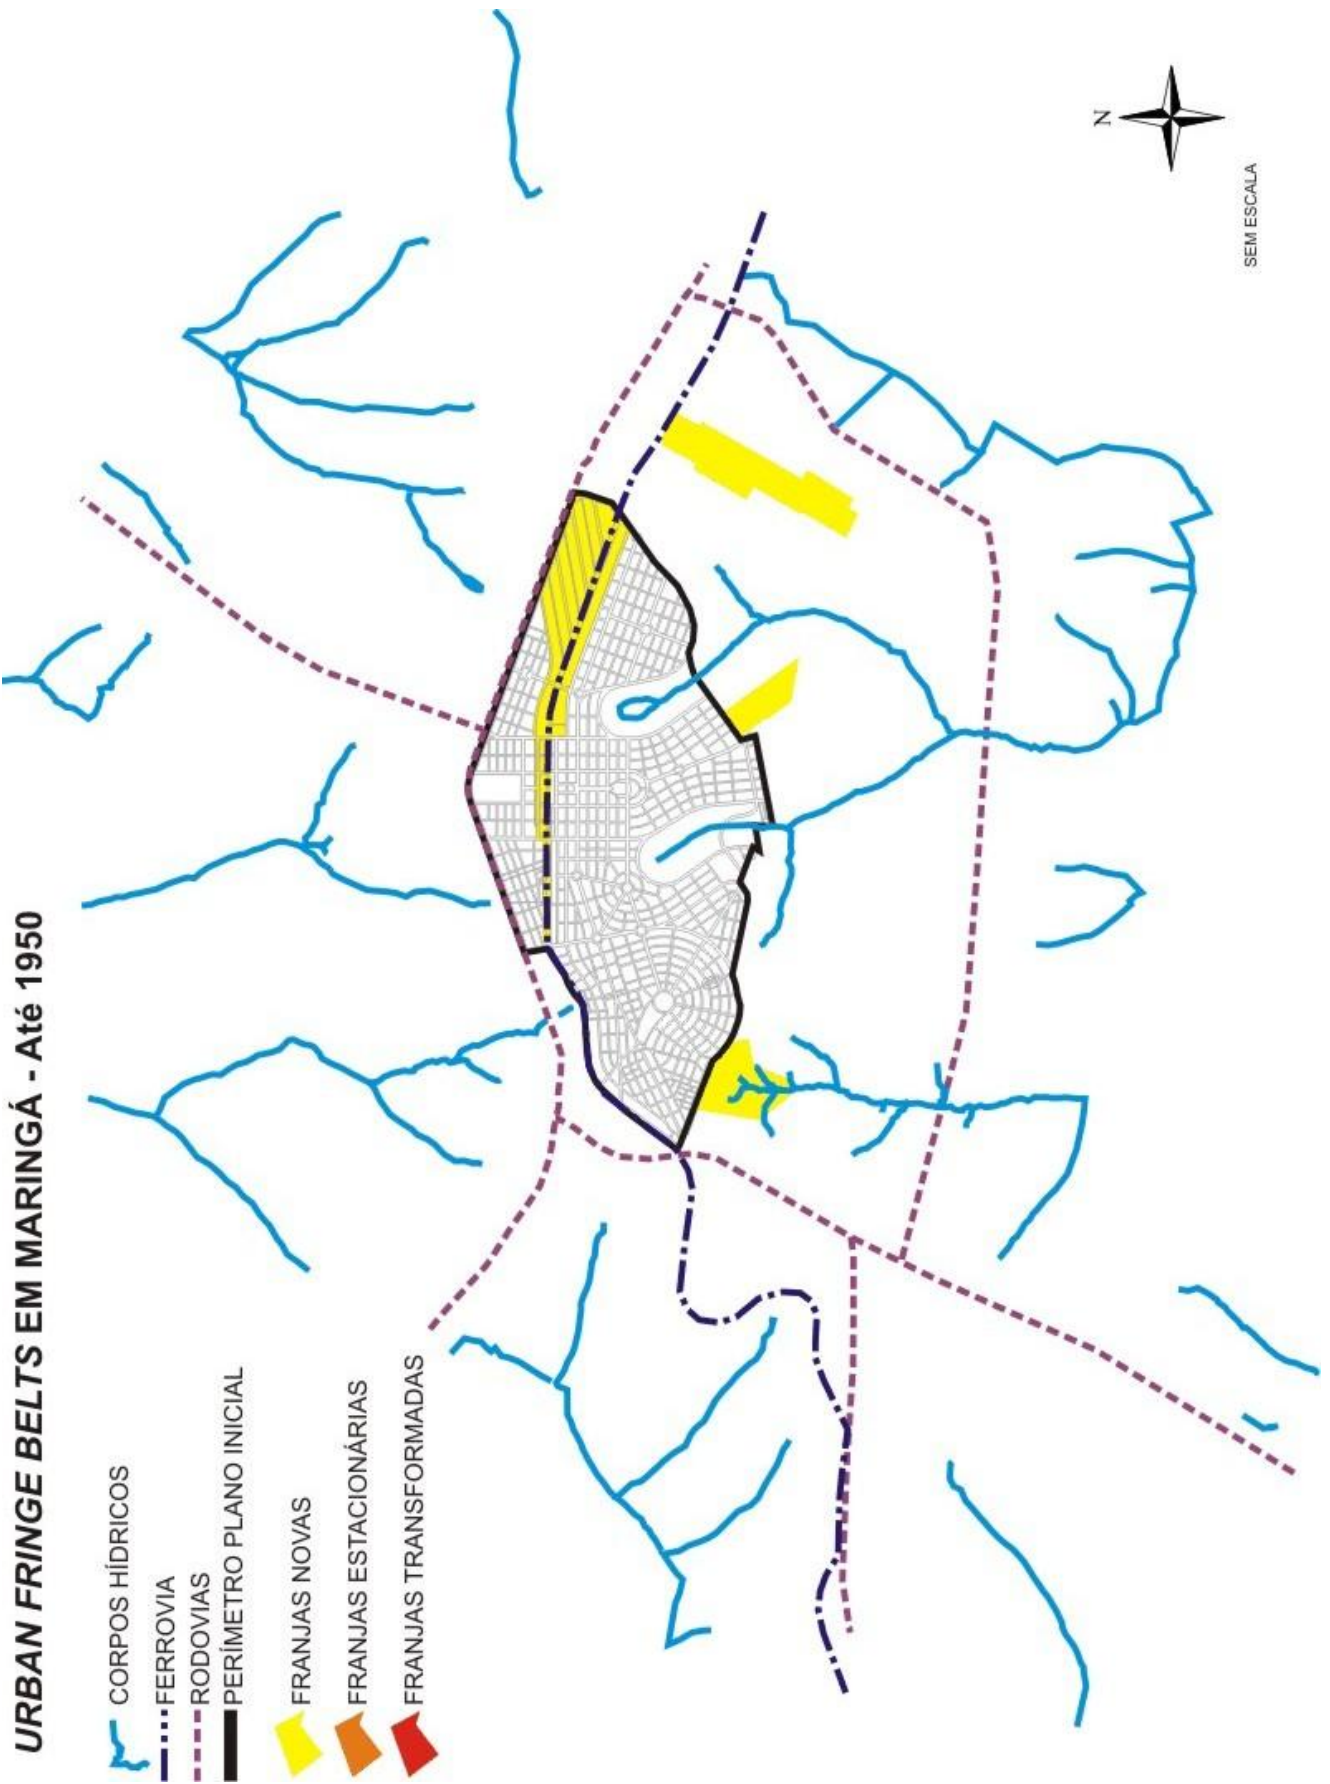 URBAN FRINGE BELTS EM MARINGÁ - Até 1950
CORPOS HÍDRICOS
FERROVIA
RODOVIAS
PERÍMETRO PLANO INICIAL
FRANJAS NOVAS
FRANJAS ESTACIONÁRIAS
FRANJAS TRANSFORMADAS
N
SEM ESCALA